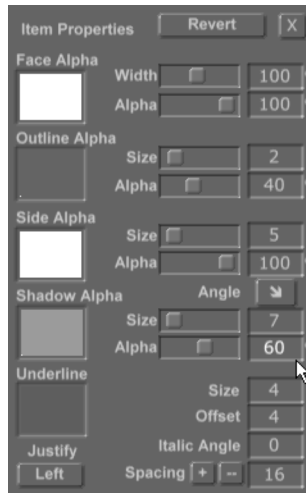 Item Properties Revert X
Face Alpha
Width 100
Alpha 100
Outline Alpha
Size 2
Alpha 40
Side Alpha
Size 5
Alpha 100
Shadow Alpha Angle
Size 7
Alpha 60
Underline
Size 4
Offset 4
Justify Italic Angle 0
Left Spacing + -- 16